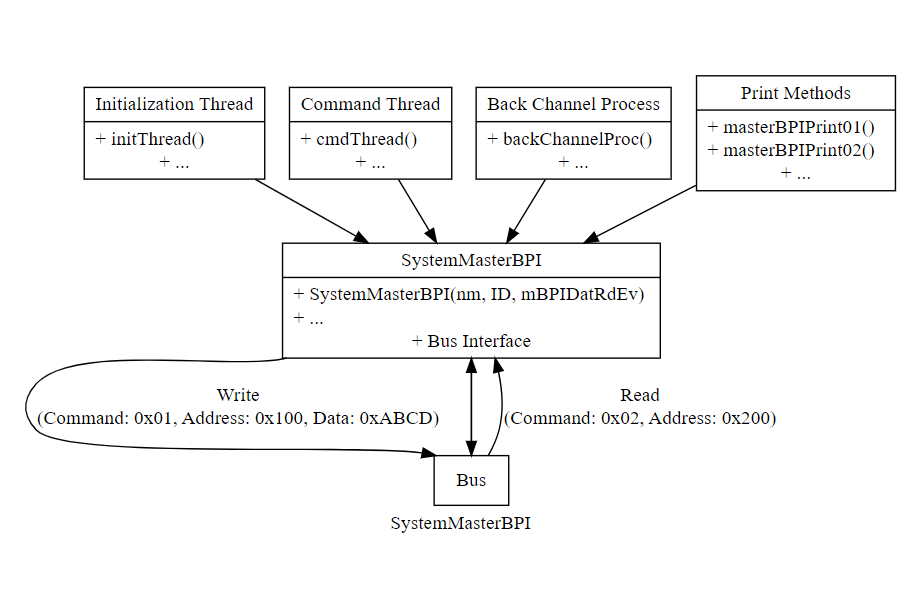 Initialization Thread
+ initThread()
+ ...
Command Thread
+ cmdThread()
+ ...
Back Channel Process
+ backChannelProc()
+ ...
Print Methods
+ masterBPIPrint01()
+ masterBPIPrint02()
+ ...
SystemMasterBPI
+ SystemMasterBPI(nm, ID, mBPIDatRdEv)
+ ...
+ Bus Interface
Write
(Command: 0x01, Address: 0x100, Data: 0xABCD)
Read
(Command: 0x02, Address: 0x200)
Bus
SystemMasterBPI